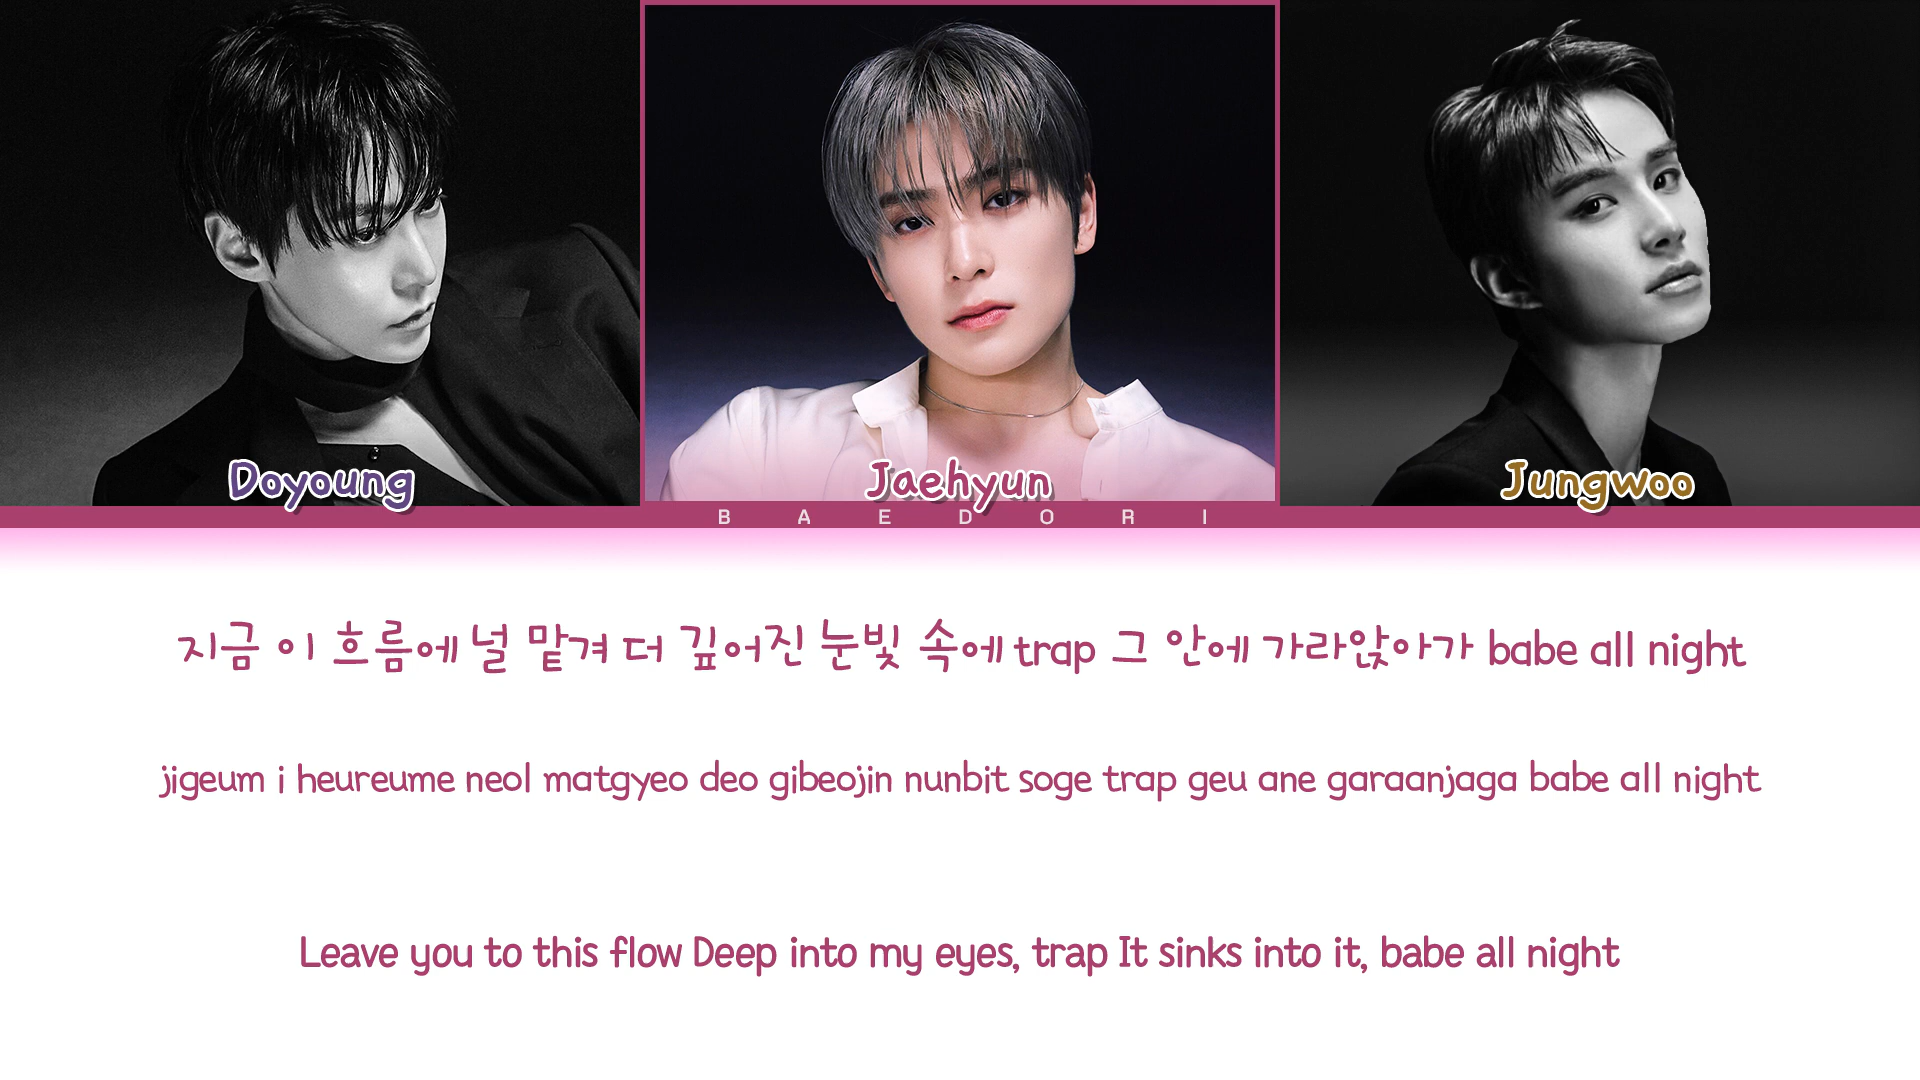 Doyoung
Jaehyun
Jungwoo
BAEDORI
지금 이 흐름에 널 맡겨 더 깊어진 눈빛 속에 trap 그 안에 가라앉아가 babe all night
jigeum i heureume neol matgyeo deo gibeojin nunbit soge trap geu ane garaanjaga babe all night
Leave you to this flow Deep into my eyes, trap It sinks into it, babe all night